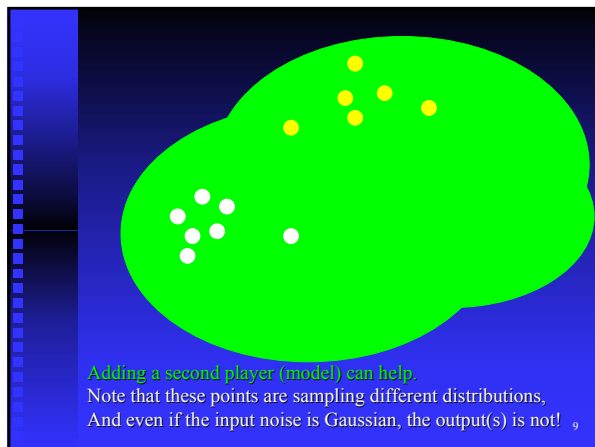 Adding a second player (model) can help.
Note that these points are sampling different distributions,
And even if the input noise is Gaussian, the output(s) is not!
9